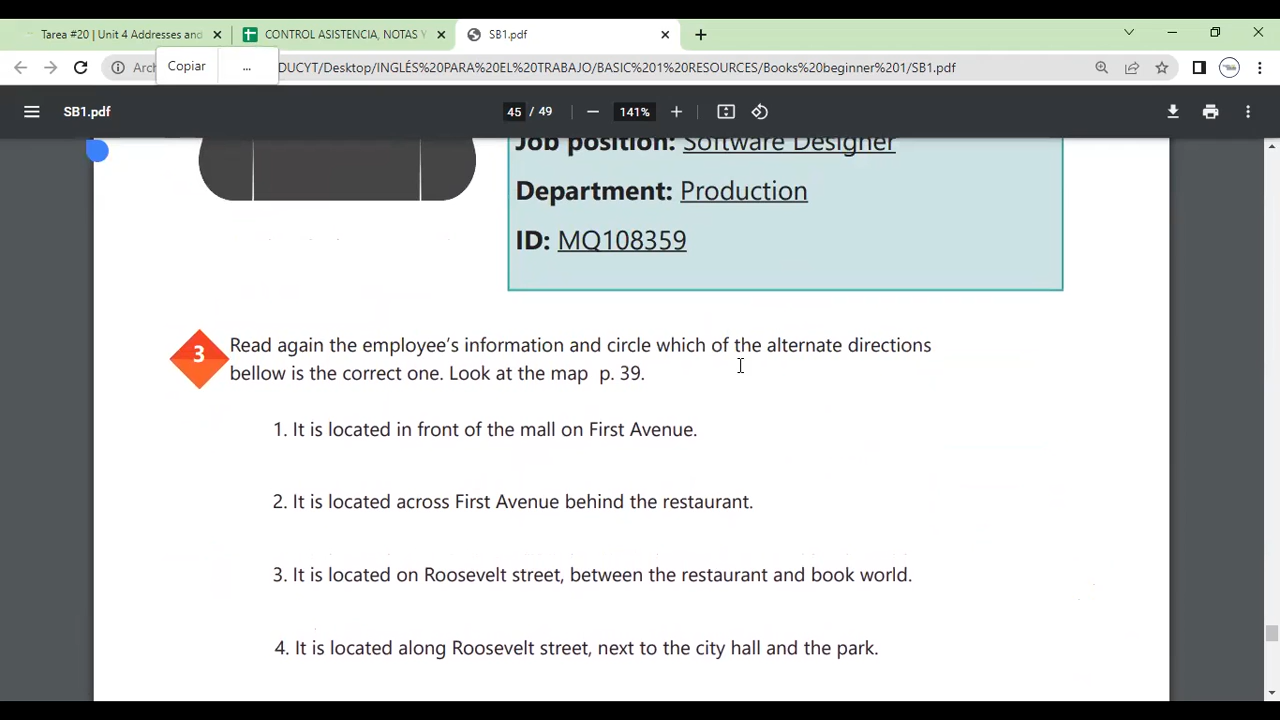 Tarea #20 | Unit 4 Addresses and
CONTROL ASISTENCIA, NOTAS Y
SB1.pdf
Copiar
...
Arch
DUCYT/Desktop/INGLÉS%20PARA%20EL%20TRABAJO/BASIC%201%20RESOURCES/Books%20beginner%201/SB1.pdf
SB1.pdf
45 / 49
141%
Job position: Software Designer
Department: Production
ID: MQ108359
3
Read again the employee’s information and circle which of the alternate directions
bellow is the correct one. Look at the map p. 39.
1. It is located in front of the mall on First Avenue.
2. It is located across First Avenue behind the restaurant.
3. It is located on Roosevelt street, between the restaurant and book world.
4. It is located along Roosevelt street, next to the city hall and the park.